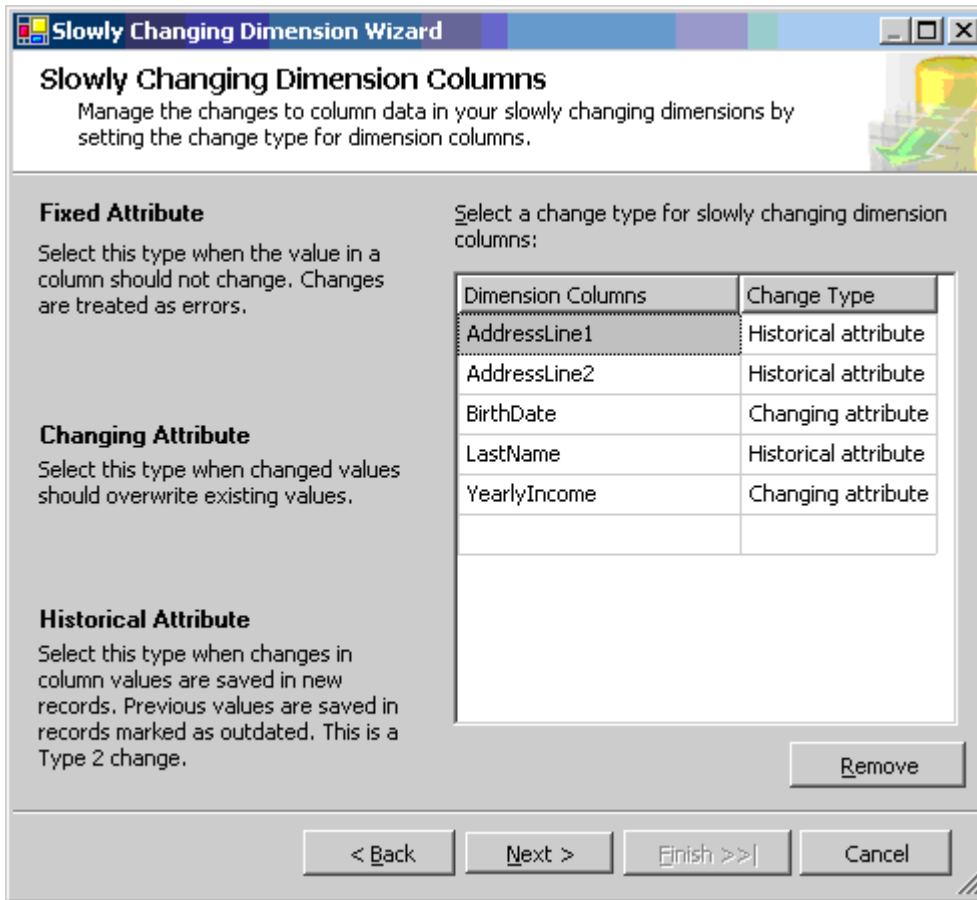 Slowly Changing Dimension Wizard
Slowly Changing Dimension Columns
Manage the changes to column data in your slowly changing dimensions by
setting the change type for dimension columns.
Fixed Attribute
Select this type when the value in a
column should not change. Changes
are treated as errors.
Changing Attribute
Select this type when changed values
should overwrite existing values.
Historical Attribute
Select this type when changes in
column values are saved in new
records. Previous values are saved in
records marked as outdated. This is a
Type 2 change.
Select a change type for slowly changing dimension
columns:
Dimension Columns Change Type
AddressLine1 Historical attribute
AddressLine2 Historical attribute
BirthDate Changing attribute
LastName Historical attribute
YearlyIncome Changing attribute
Remove
< Back Next > Finish >>| Cancel